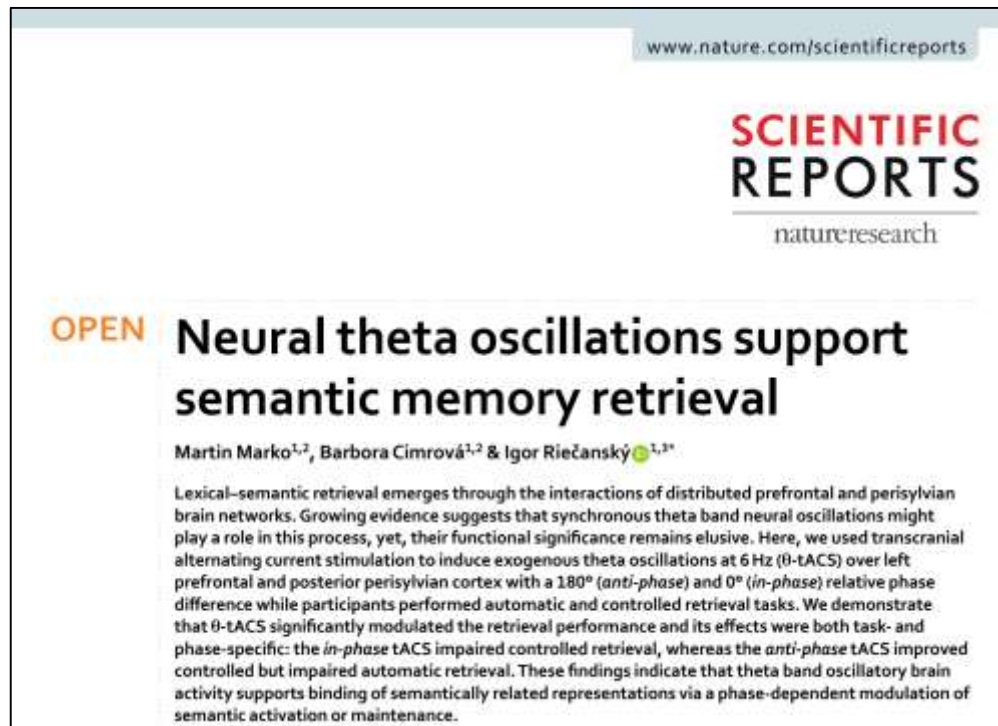 www.nature.com/scientificreports
SCIENTIFIC
REPORTS
natureresearch
OPEN
Neural theta oscillations support
semantic memory retrieval
Martin Marko1,2, Barbora Cimrová1,2 & Igor Riečanský1,3*
Lexical–semantic retrieval emerges through the interactions of distributed prefrontal and perisylvian
brain networks. Growing evidence suggests that synchronous theta band neural oscillations might
play a role in this process, yet, their functional significance remains elusive. Here, we used transcranial
alternating current stimulation to induce exogenous theta oscillations at 6 Hz (θ-tACS) over left
prefrontal and posterior perisylvian cortex with a 180° (anti-phase) and 0° (in-phase) relative phase
difference while participants performed automatic and controlled retrieval tasks. We demonstrate
that θ-tACS significantly modulated the retrieval performance and its effects were both task- and
phase-specific: the in-phase tACS impaired controlled retrieval, whereas the anti-phase tACS improved
controlled but impaired automatic retrieval. These findings indicate that theta band oscillatory brain
activity supports binding of semantically related representations via a phase-dependent modulation of
semantic activation or maintenance.